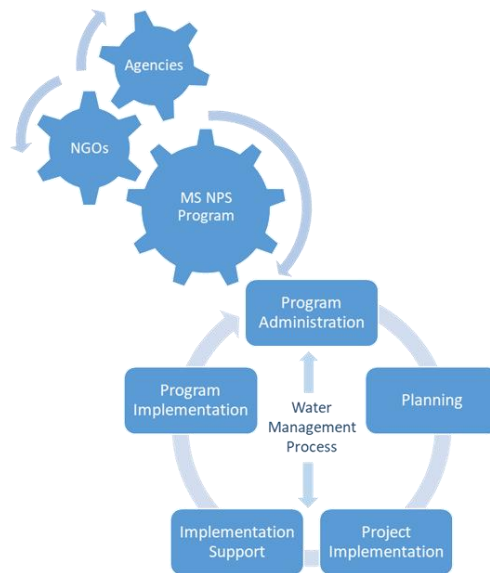 Agencies
NGOs
MS NPS
Program
Program
Administration
Planning
Project
Implementation
Implementation
Support
Program
Implementation
Water
Management
Process